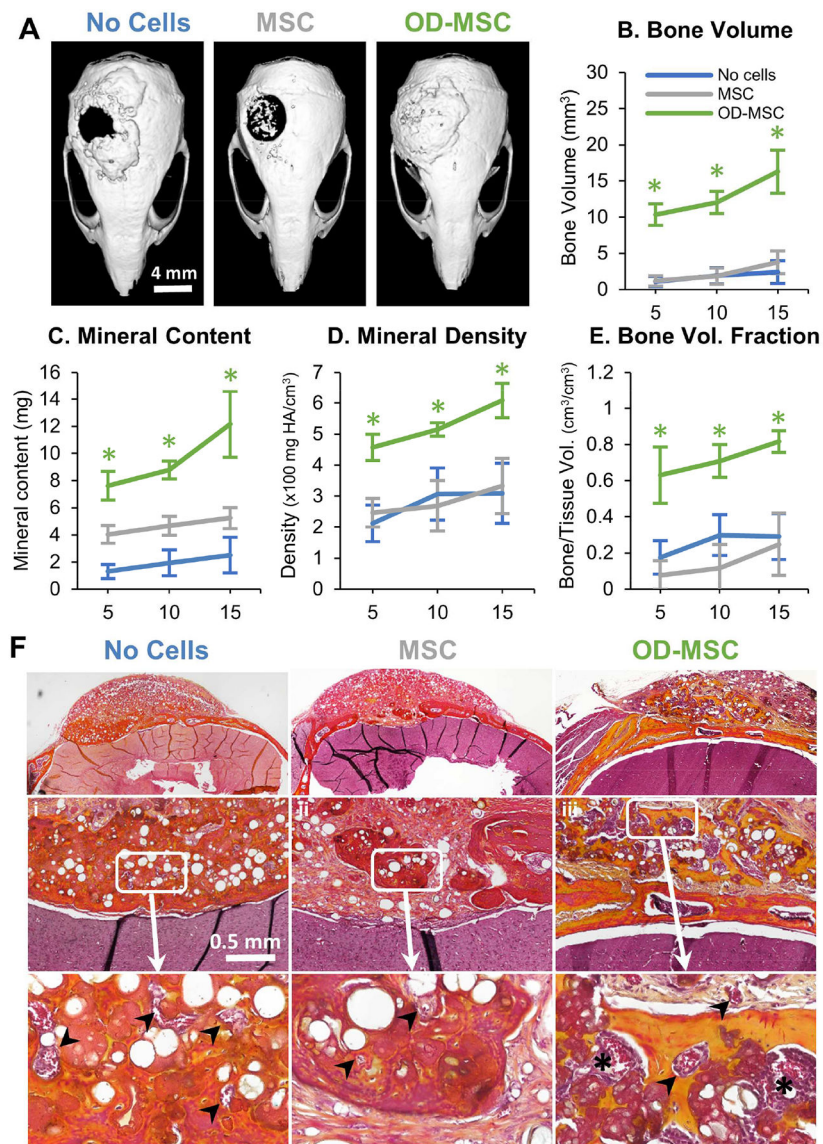 A
No Cells MSC OD-MSC
4 mm
B. Bone Volume
Bone Volume (mm³)
30
25
20
15
10
5
0
No cells
MSC
OD-MSC
* * *
5 10 15
C. Mineral Content
Mineral content (mg)
16
14
12
10
8
6
4
2
0
* * *
5 10 15
D. Mineral Density
Density (x100 mg HA/cm³)
7
6
5
4
3
2
1
0
* * *
5 10 15
E. Bone Vol. Fraction
Bone/Tissue Vol. (cm³/cm³)
1.2
1
0.8
0.6
0.4
0.2
0
* * *
5 10 15
F
No Cells MSC OD-MSC
i ii iii
0.5 mm
* *